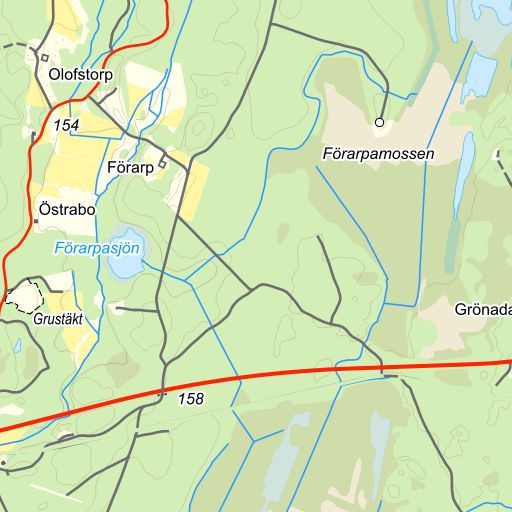 Olofstorp
154
Förarpamossen
Förarp
Östrabo
Förarpasjön
Grönada
Grustäkt
158